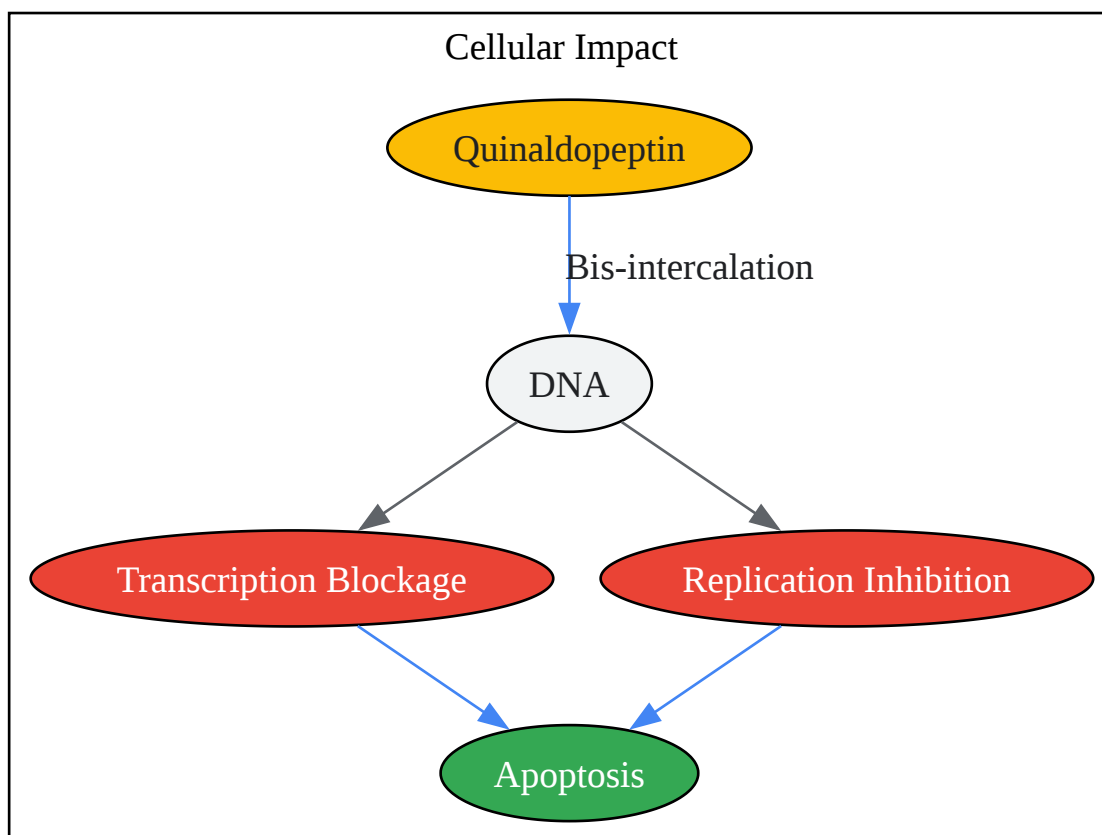 Cellular Impact
Quinaldopeptin
Bis-intercalation
DNA
Transcription Blockage
Replication Inhibition
Apoptosis